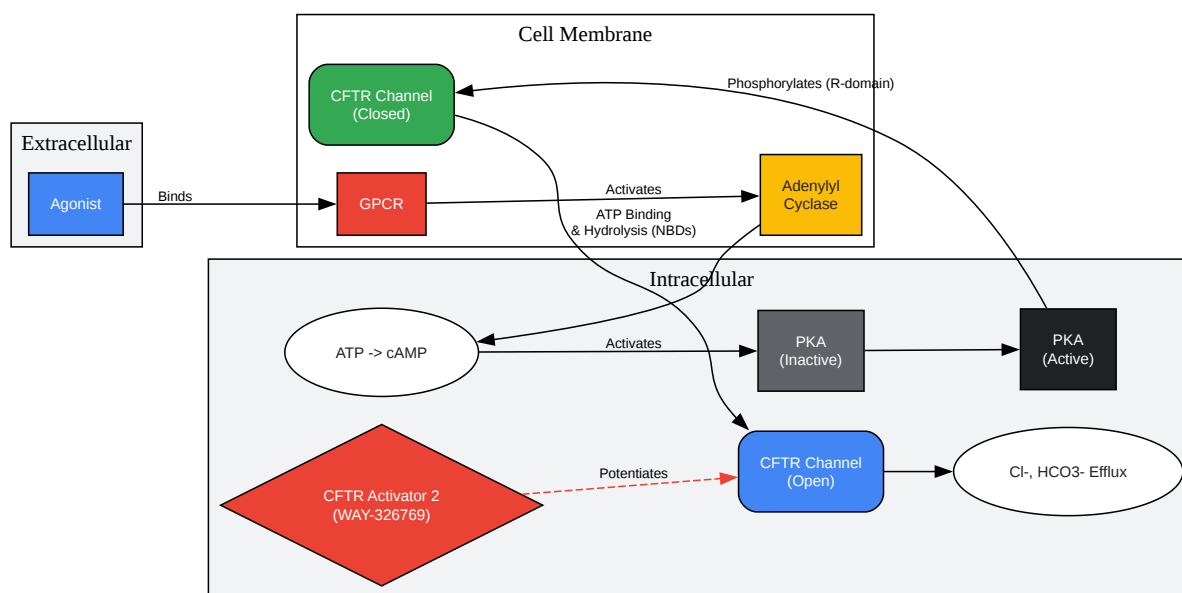 Cell Membrane
CFTR Channel
(Closed)
Phosphorylates (R-domain)
Extracellular
Agonist
Binds
GPCR
Activates
Adenylyl
Cyclase
ATP Binding
& Hydrolysis (NBDs)
Intracellular
ATP -> cAMP
Activates
PKA
(Inactive)
PKA
(Active)
CFTR Activator 2
(WAY-326769)
Potentiates
CFTR Channel
(Open)
Cl-, HCO3- Efflux